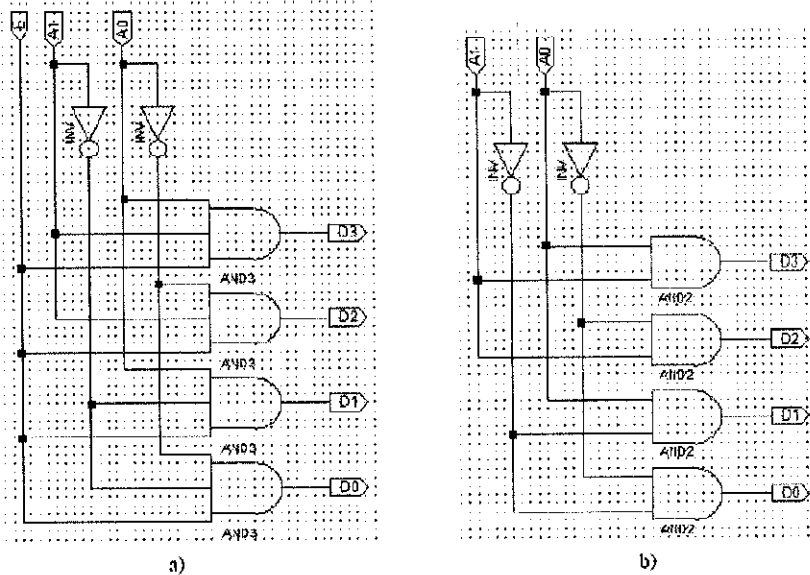 E
A1
A0
INV
INV
D3
AND3
D2
AND3
D1
AND3
D0
AND3
a)
A1
A0
INV
INV
D3
AND2
D2
AND2
D1
AND2
D0
AND2
b)